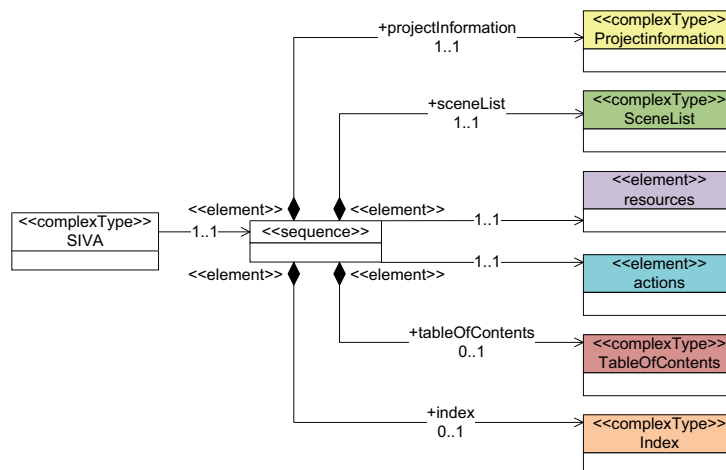 +projectInformation
1..1
<<complexType>>
Projectinformation
+sceneList
1..1
<<complexType>>
SceneList
<<element>>
resources
<<element>> <<element>>
<<complexType>>
SIVA
1..1
<<sequence>>
1..1
<<element>> <<element>>
1..1
<<element>>
actions
+tableOfContents
0..1
<<complexType>>
TableOfContents
+index
0..1
<<complexType>>
Index